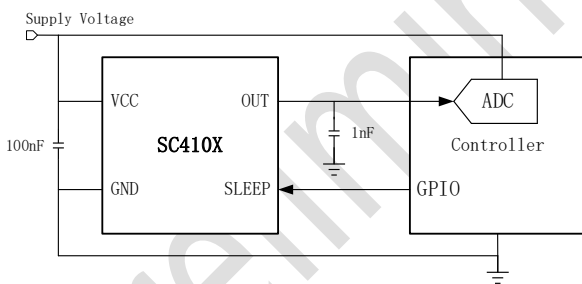 Supply Voltage
VCC
OUT
ADC
100nF
SC410X
1nF
Controller
GND
SLEEP
GPIO